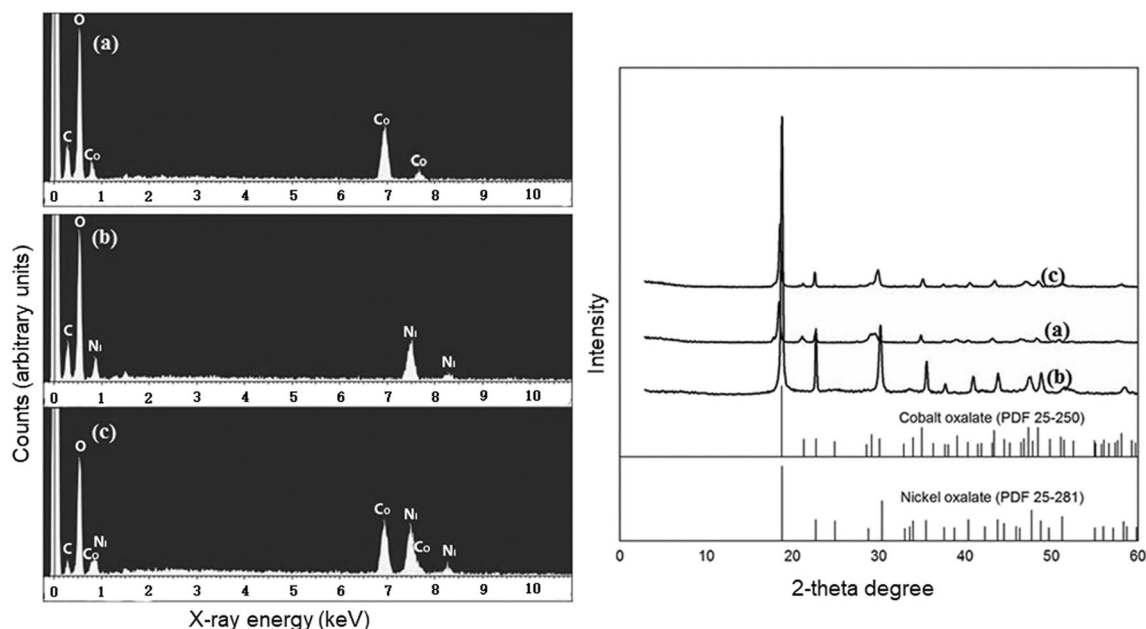 Counts (arbitrary units)
O
(a)
C
Co
Co
Co
0 1 2 3 4 5 6 7 8 9 10
O
(b)
C
Ni
Ni
Ni
0 1 2 3 4 5 6 7 8 9 10
O
(c)
C
Co
Ni
Co
Ni
Co
Ni
0 1 2 3 4 5 6 7 8 9 10
X-ray energy (keV)
Intensity
(c)
(a)
(b)
Cobalt oxalate (PDF 25-250)
Nickel oxalate (PDF 25-281)
0 10 20 30 40 50 60
2-theta degree